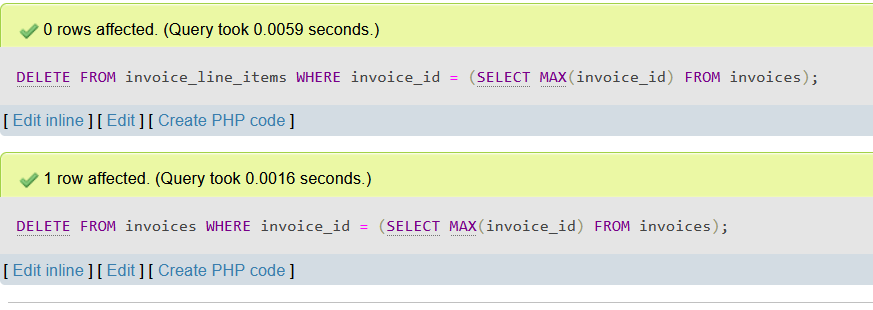 0 rows affected. (Query took 0.0059 seconds.)
DELETE FROM invoice_line_items WHERE invoice_id = (SELECT MAX(invoice_id) FROM invoices);
[ Edit inline ] [ Edit ] [ Create PHP code ]
1 row affected. (Query took 0.0016 seconds.)
DELETE FROM invoices WHERE invoice_id = (SELECT MAX(invoice_id) FROM invoices);
[ Edit inline ] [ Edit ] [ Create PHP code ]